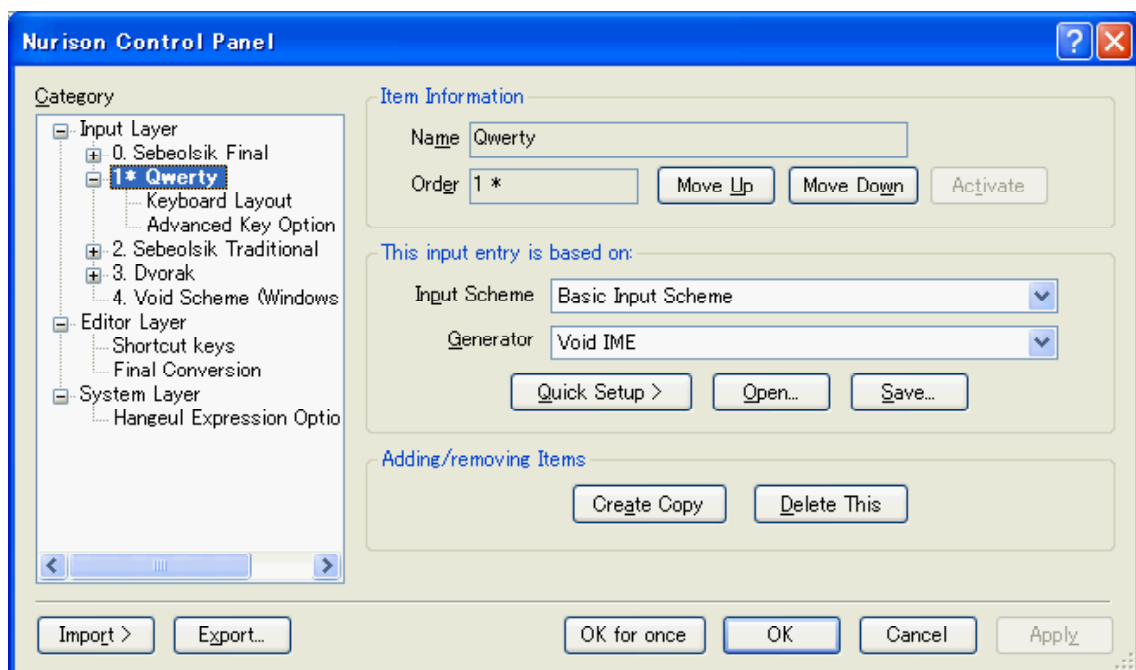 Nurison Control Panel
Category
Input Layer
0. Sebeolsik Final
1* Qwerty
Keyboard Layout
Advanced Key Option
2. Sebeolsik Traditional
3. Dvorak
4. Void Scheme (Windows
Editor Layer
Shortcut keys
Final Conversion
System Layer
Hangeul Expression Optio
Item Information
Name Qwerty
Order 1 * Move Up Move Down Activate
This input entry is based on:
Input Scheme Basic Input Scheme
Generator Void IME
Quick Setup > Open... Save...
Adding/removing Items
Create Copy Delete This
Import > Export... OK for once OK Cancel Apply